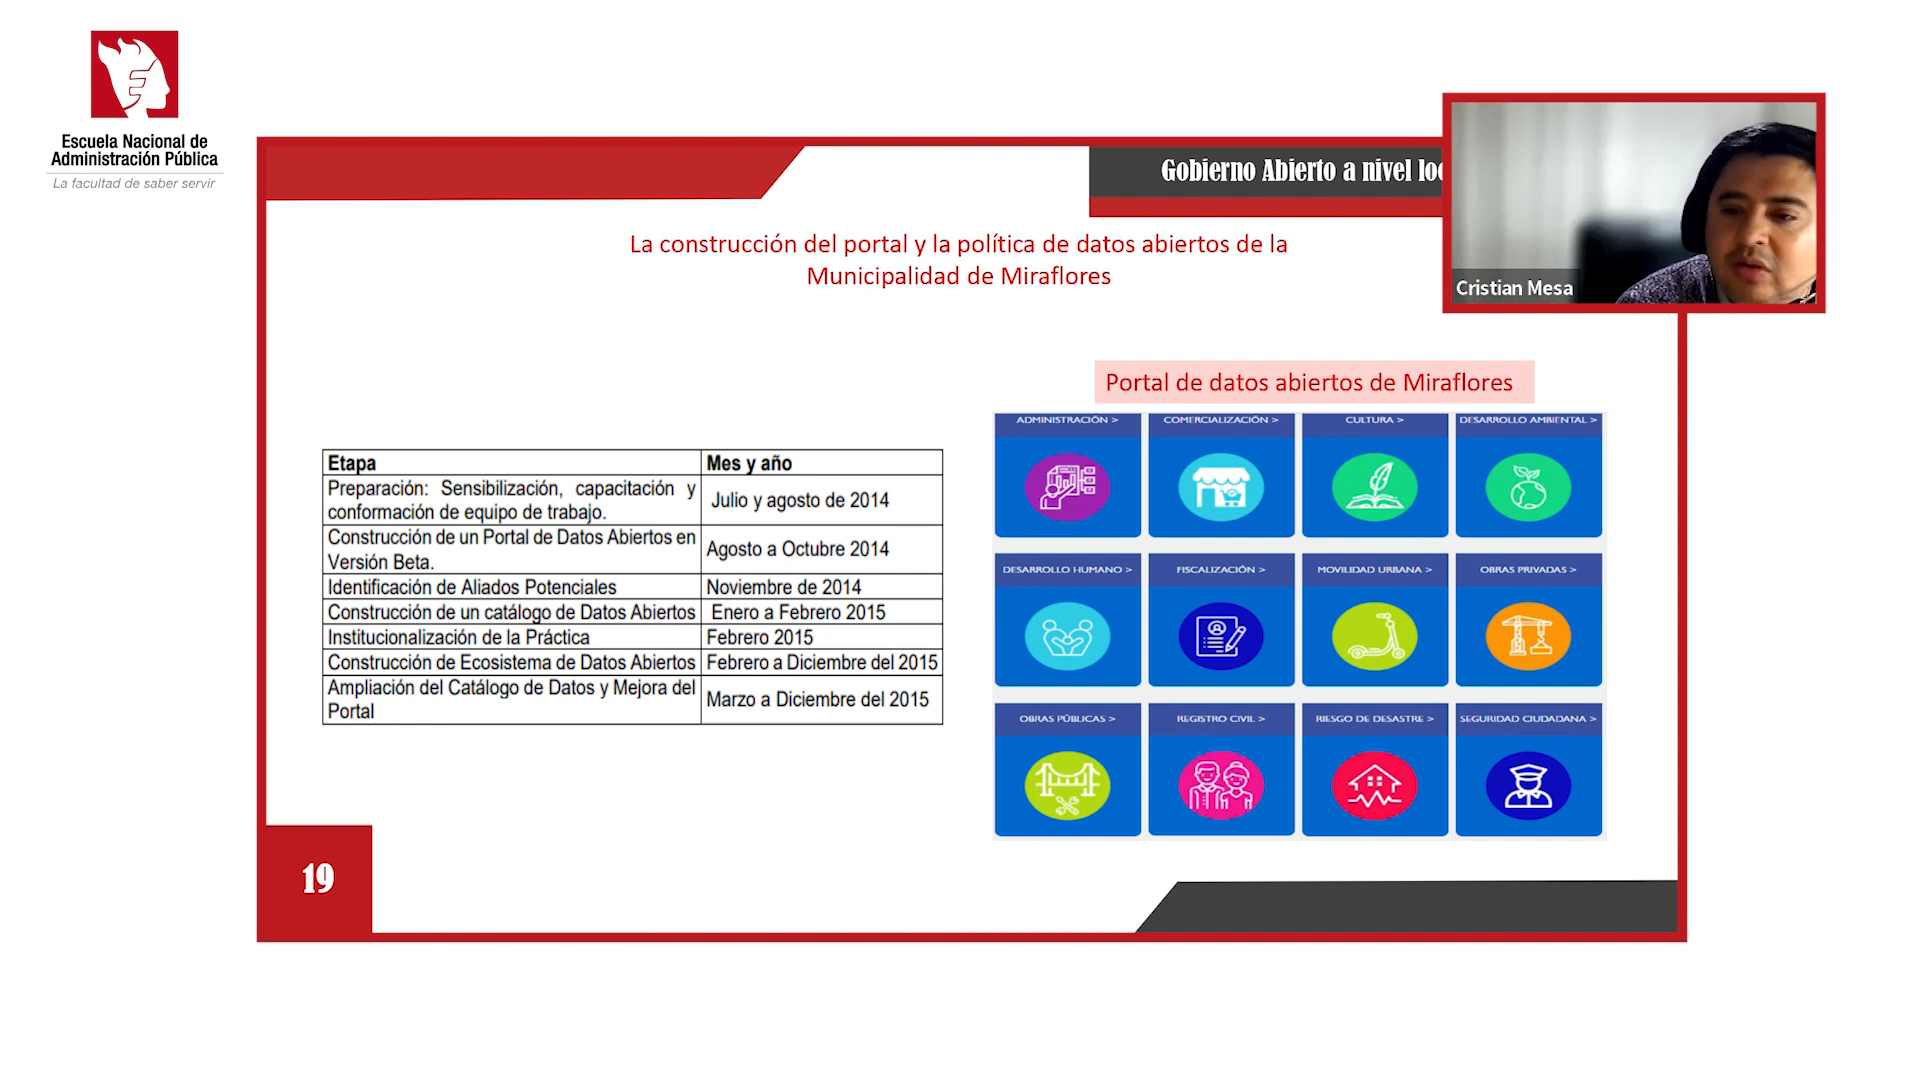 Escuela Nacional de
Administración Pública
La facultad de saber servir
Gobierno Abierto a nivel
Cristian Mesa
La construcción del portal y la política de datos abiertos de la
Municipalidad de Miraflores
Portal de datos abiertos de Miraflores
Etapa Mes y año
Preparación: Sensibilización, capacitación y
conformación de equipo de trabajo.
Julio y agosto de 2014
Construcción de un Portal de Datos Abiertos en
Versión Beta.
Agosto a Octubre 2014
Identificación de Aliados Potenciales Noviembre de 2014
Construcción de un catálogo de Datos Abiertos Enero a Febrero 2015
Institucionalización de la Práctica Febrero 2015
Construcción de Ecosistema de Datos Abiertos Febrero a Diciembre del 2015
Ampliación del Catálogo de Datos y Mejora del
Portal
Marzo a Diciembre del 2015
ADMINISTRACIÓN > COMERCIALIZACIÓN > CULTURA > DESARROLLO AMBIENTAL >
DESARROLLO HUMANO > FISCALIZACIÓN > MOVILIDAD URBANA > OBRAS PRIVADAS >
OBRAS PÚBLICAS > REGISTRO CIVIL > RIESGO DE DESASTRE > SEGURIDAD CIUDADANA >
19